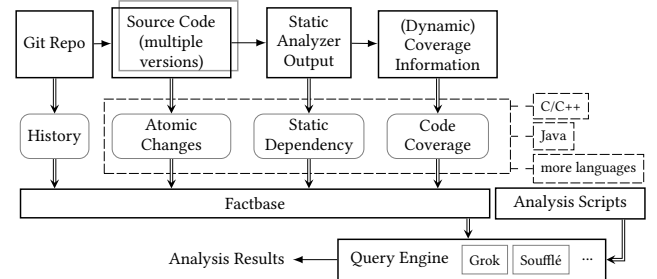 Git Repo
Source Code
(multiple
versions)
Static
Analyzer
Output
(Dynamic)
Coverage
Information
C/C++
History
Atomic
Changes
Static
Dependency
Code
Coverage
Java
more languages
Factbase
Analysis Scripts
Analysis Results
Query Engine
Grok
Soufflé
...